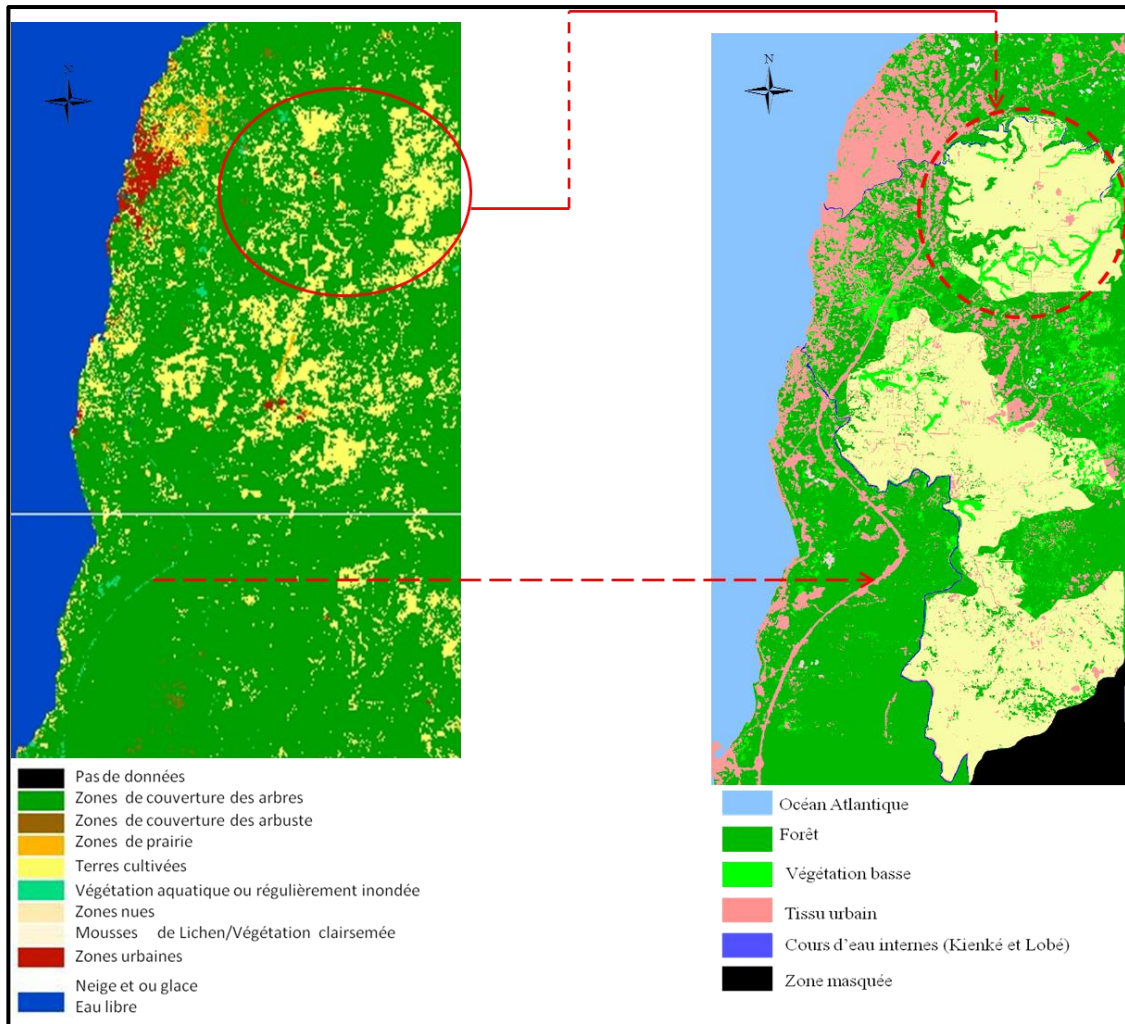 N
N
Pas de données
Zones de couverture des arbres
Zones de couverture des arbuste
Zones de prairie
Terres cultivées
Végétation aquatique ou régulièrement inondée
Zones nues
Mousses de Lichen/Végétation clairsemée
Zones urbaines
Neige et ou glace
Eau libre
Océan Atlantique
Forêt
Végétation basse
Tissu urbain
Cours d'eau internes (Kienké et Lobé)
Zone masquée